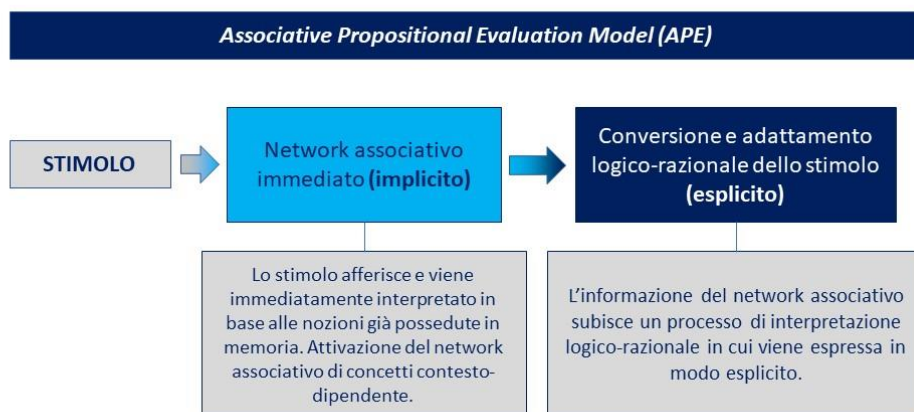 Associative Propositional Evaluation Model (APE)
STIMOLO
Network associativo
immediato (implicito)
Conversione e adattamento
logico-razionale dello stimolo
(esplicito)
Lo stimolo afferisce e viene
immediatamente interpretato in
base alle nozioni già possedute in
memoria. Attivazione del network
associativo di concetti contesto-
dipendente.
L’informazione del network associativo
subisce un processo di interpretazione
logico-razionale in cui viene espressa in
modo esplicito.